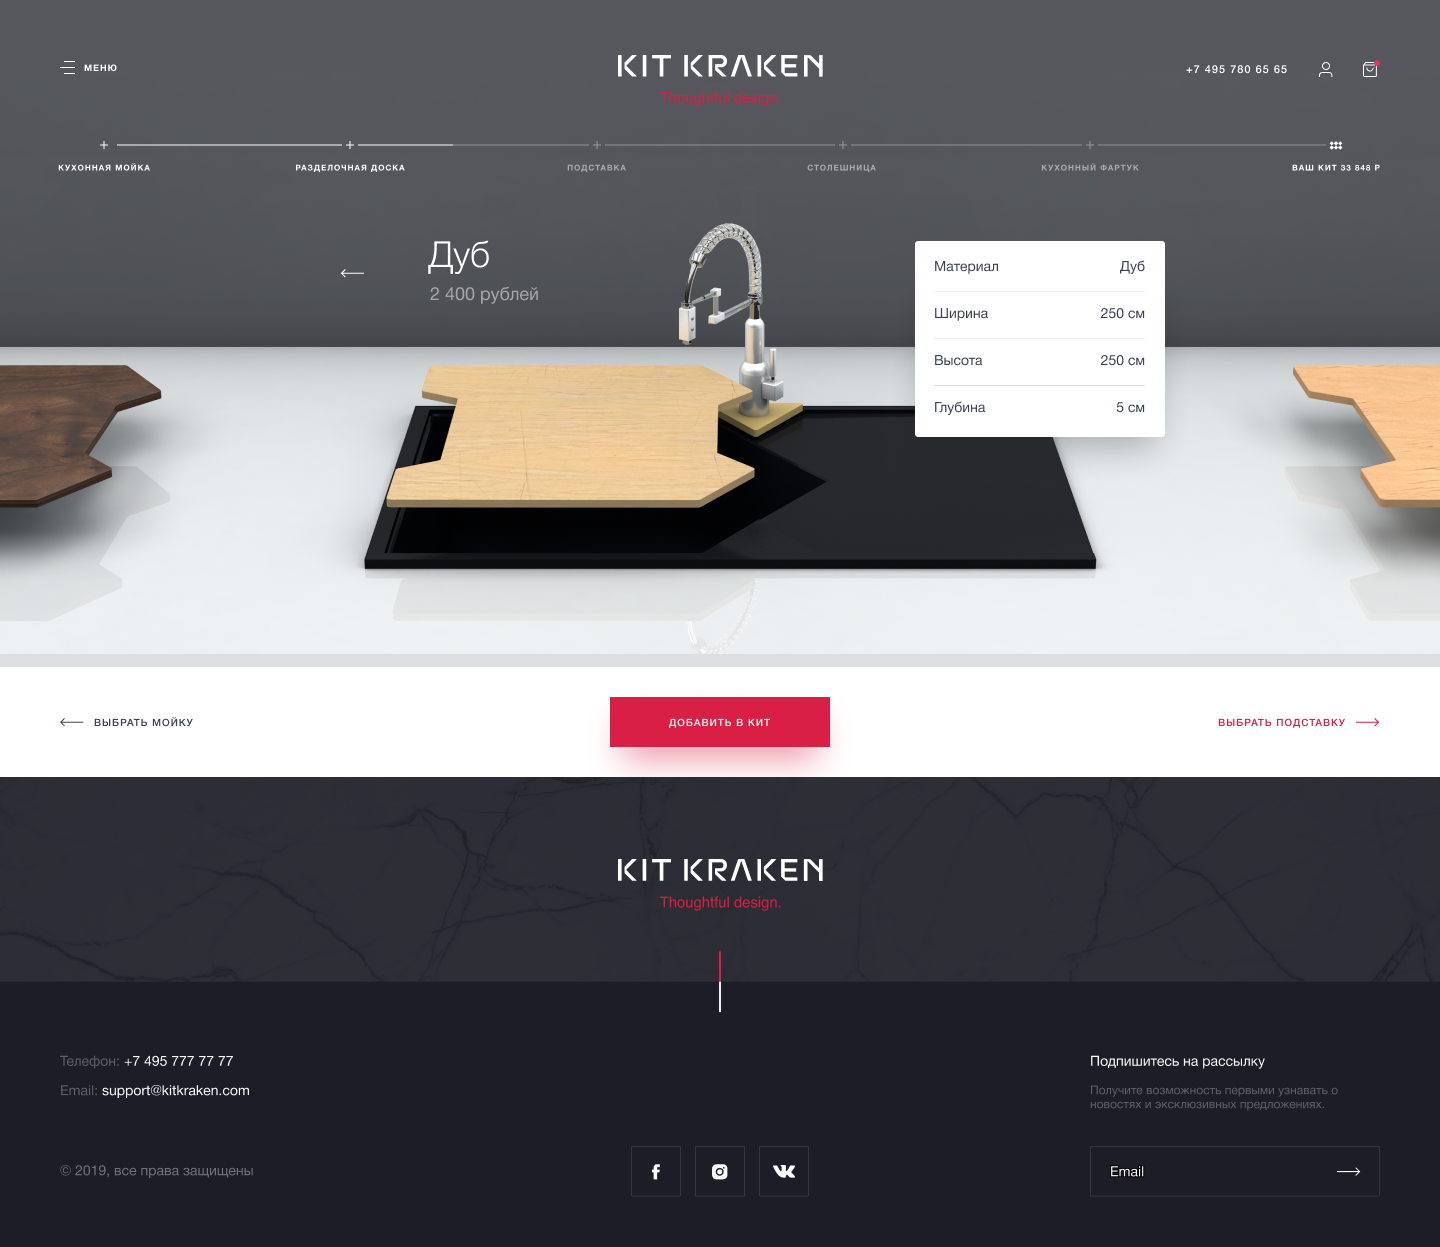 МЕНЮ
KIT KRAKEN
Thoughtful design.
+7 495 780 65 65
КУХОННАЯ МОЙКА
РАЗДЕЛОЧНАЯ ДОСКА
ПОДСТАВКА
СТОЛЕШНИЦА
КУХОННЫЙ ФАРТУК
ВАШ КИТ 33 848 Р
Дуб
2 400 рублей
Материал Дуб
Ширина 250 см
Высота 250 см
Глубина 5 см
ВЫБРАТЬ МОЙКУ
ДОБАВИТЬ В КИТ
ВЫБРАТЬ ПОДСТАВКУ
KIT KRAKEN
Thoughtful design.
Телефон: +7 495 777 77 77
Email: support@kitkraken.com
© 2019, все права защищены
Подпишитесь на рассылку
Получите возможность первыми узнавать о
новостях и эксклюзивных предложениях.
Email